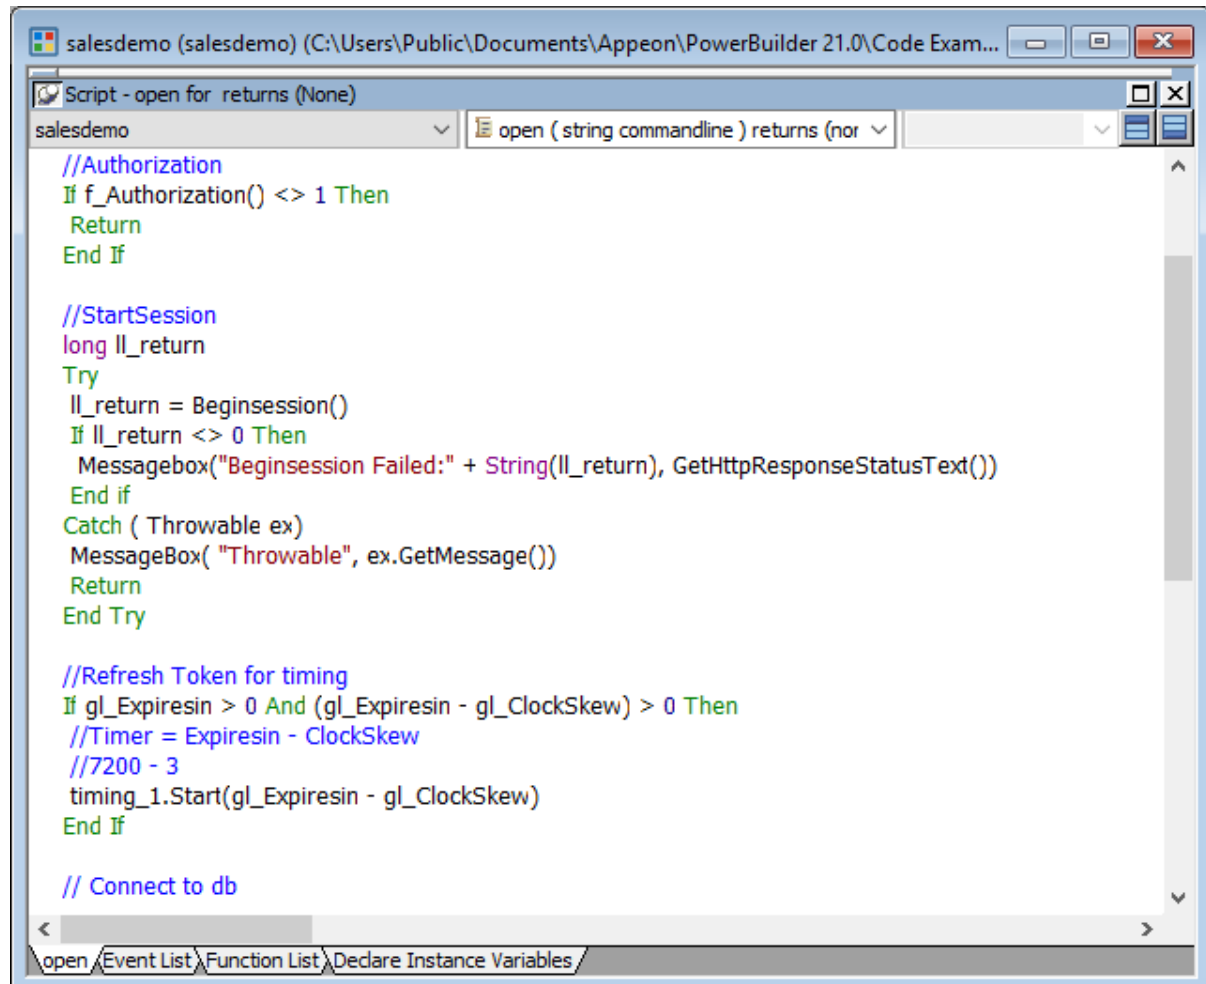 salesdemo (salesdemo) (C:\Users\Public\Documents\Appeon\PowerBuilder 21.0\Code Exam...
Script - open for returns (None)
salesdemo
open ( string commandline ) returns (nor
//Authorization
If f_Authorization() <> 1 Then
Return
End If
//StartSession
long ll_return
Try
ll_return = Beginsession()
If ll_return <> 0 Then
Messagebox("Beginsession Failed:" + String(ll_return), GetHttpResponseStatusText())
End if
Catch ( Throwable ex)
MessageBox( "Throwable", ex.GetMessage())
Return
End Try
//Refresh Token for timing
If gl_Expiresin > 0 And (gl_Expiresin - gl_ClockSkew) > 0 Then
//Timer = Expiresin - ClockSkew
//7200 - 3
timing_1.Start(gl_Expiresin - gl_ClockSkew)
End If
// Connect to db
open Event List Function List Declare Instance Variables